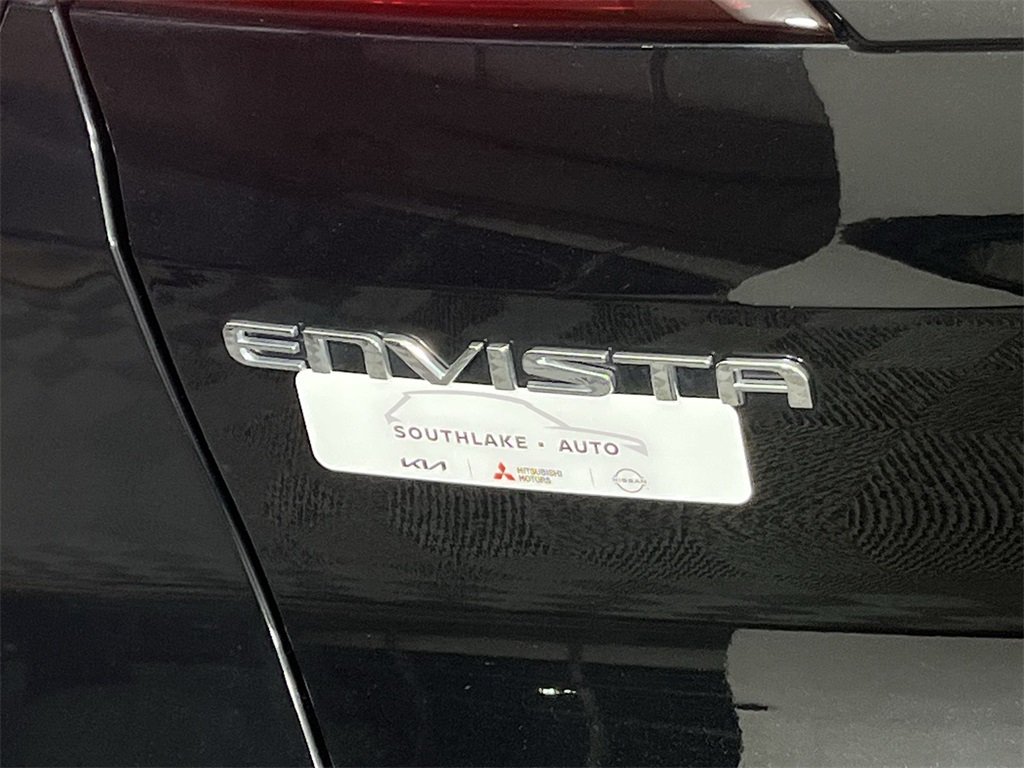 ENVISTA
SOUTHLAKE · AUTO
KIA
MITSUBISHI
MOTORS
NISSAN